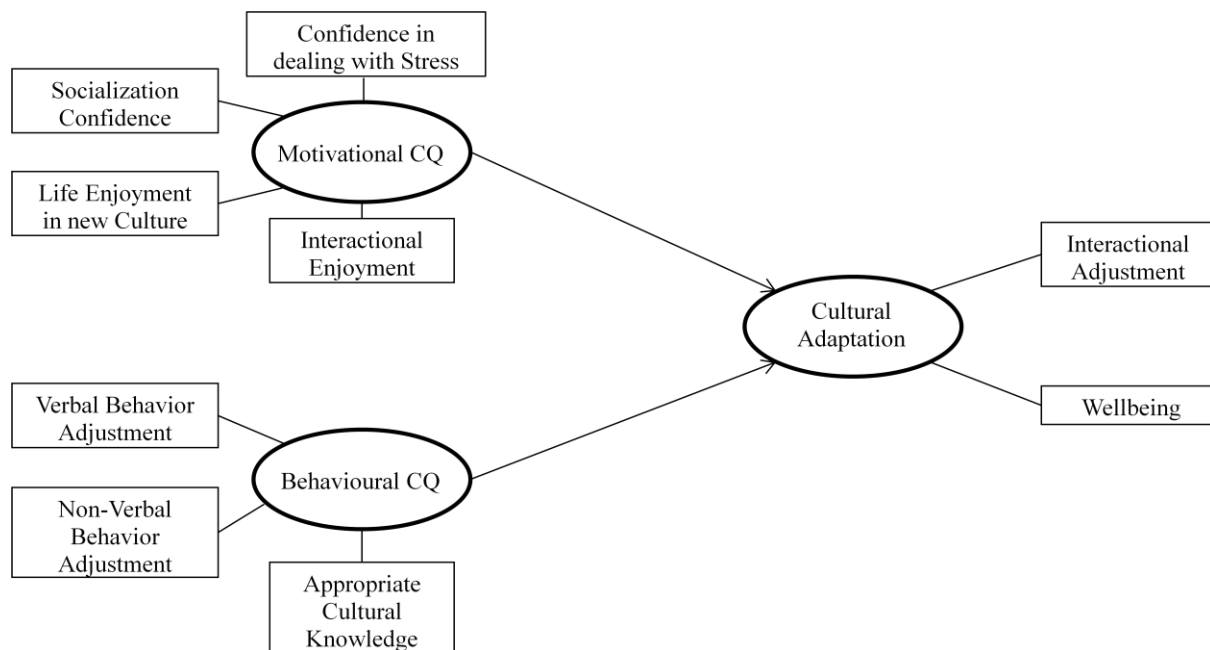 Confidence in
dealing with Stress
Socialization
Confidence
Motivational CQ
Life Enjoyment
in new Culture
Interactional
Enjoyment
Interactional
Adjustment
Cultural
Adaptation
Wellbeing
Verbal Behavior
Adjustment
Behavioural CQ
Non-Verbal
Behavior
Adjustment
Appropriate
Cultural
Knowledge